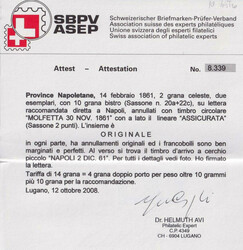 SBPV
ASEP
Schweizerischer Briefmarken-Prüfer-Verband
Association suisse des experts philatéliques
Unione svizzera degli esperti filatelici
Swiss association of philatelic experts
Attest - Attestation
No. 8.339
Province Napoletane, 14 febbraio 1861, 2 grana celeste, due
esemplari, con 10 grana bistro (Sassone n. 20a+22c), su lettera
raccomandata diretta a Napoli, annullati con timbro circolare
"MOLFETTA 30 NOV. 1861" con a lato il lineare "ASSICURATA"
(Sassone 2 punti). L'insieme è
ORIGINALE
in ogni parte, ha annullamenti originali ed i francobolli sono ben
marginati e perfetti. Al verso si trova il timbro d'arrivo a cerchio
piccolo "NAPOLI 2 DIC. 61". Per tutti i dettagli vedi foto. Ho firmato
la lettera.
Tariffa di 14 grana = 4 grana doppio porto per peso oltre 10 grammi
più 10 grana per la raccomandazione.
Lugano, 12 ottobre 2008.
Dr. HELMUTH AVI
Philatelic Expert
C.P. 4349
CH - 6904 Lugano